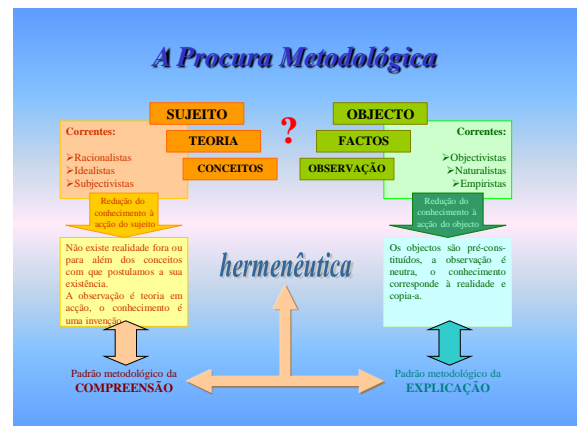 A Procura Metodológica
SUJEITO
TEORIA
CONCEITOS
?
OBJECTO
FACTOS
OBSERVAÇÃO
Correntes:
➢Racionalistas
➢Idealistas
➢Subjectivistas
Correntes:
➢Objectivistas
➢Naturalistas
➢Empiristas
Redução do
conhecimento à
acção do sujeito
Redução do
conhecimento à
acção do objecto
Não existe realidade fora ou
para além dos conceitos
com que postulamos a sua
existência.
A observação é teoria em
acção, o conhecimento é
uma invenção
hermenêutica
Os objectos são pré-cons-
tituídos, a observação é
neutra, o conhecimento
corresponde à realidade e
copia-a.
Padrão metodológico da
COMPREENSÃO
Padrão metodológico da
EXPLICAÇÃO